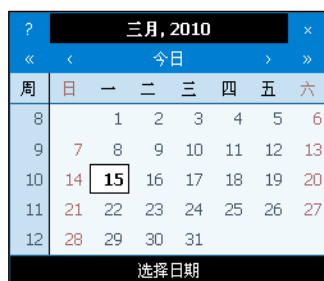 ? 三月, 2010 ×
« ‹ 今日 › »
周 日 一 二 三 四 五 六
8 1 2 3 4 5 6
9 7 8 9 10 11 12 13
10 14 15 16 17 18 19 20
11 21 22 23 24 25 26 27
12 28 29 30 31
选择日期